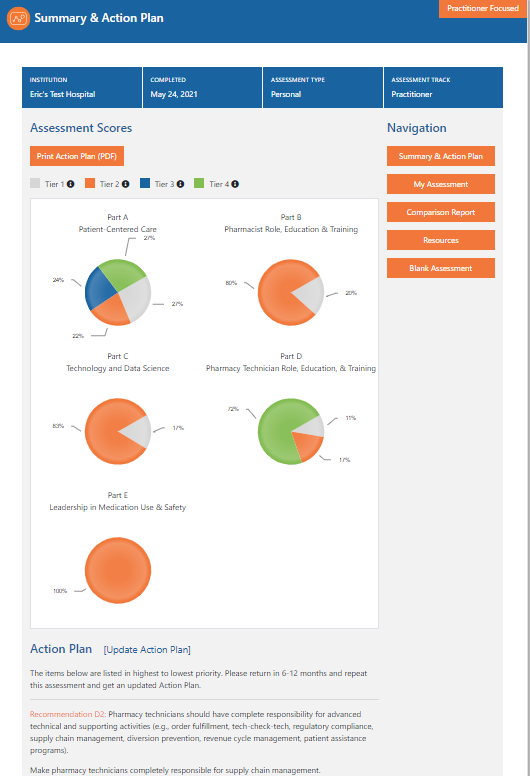 Practitioner Focused
Summary & Action Plan
INSTITUTION
Eric's Test Hospital
COMPLETED
May 24, 2021
ASSESSMENT TYPE
Personal
ASSESSMENT TRACK
Practitioner
Assessment Scores
Print Action Plan (PDF)
Tier 1
Tier 2
Tier 3
Tier 4
Part A
Patient-Centered Care
27%
24%
27%
22%
Part B
Pharmacist Role, Education & Training
80%
20%
Part C
Technology and Data Science
83%
17%
Part D
Pharmacy Technician Role, Education, & Training
72%
11%
17%
Part E
Leadership in Medication Use & Safety
100%
Navigation
Summary & Action Plan
My Assessment
Comparison Report
Resources
Blank Assessment
Action Plan [Update Action Plan]
The items below are listed in highest to lowest priority. Please return in 6-12 months and repeat
this assessment and get an updated Action Plan.
Recommendation D2: Pharmacy technicians should have complete responsibility for advanced
technical and supporting activities (e.g., order fulfillment, tech-check-tech, regulatory compliance,
supply chain management, diversion prevention, revenue cycle management, patient assistance
programs).
Make pharmacy technicians completely responsible for supply chain management.